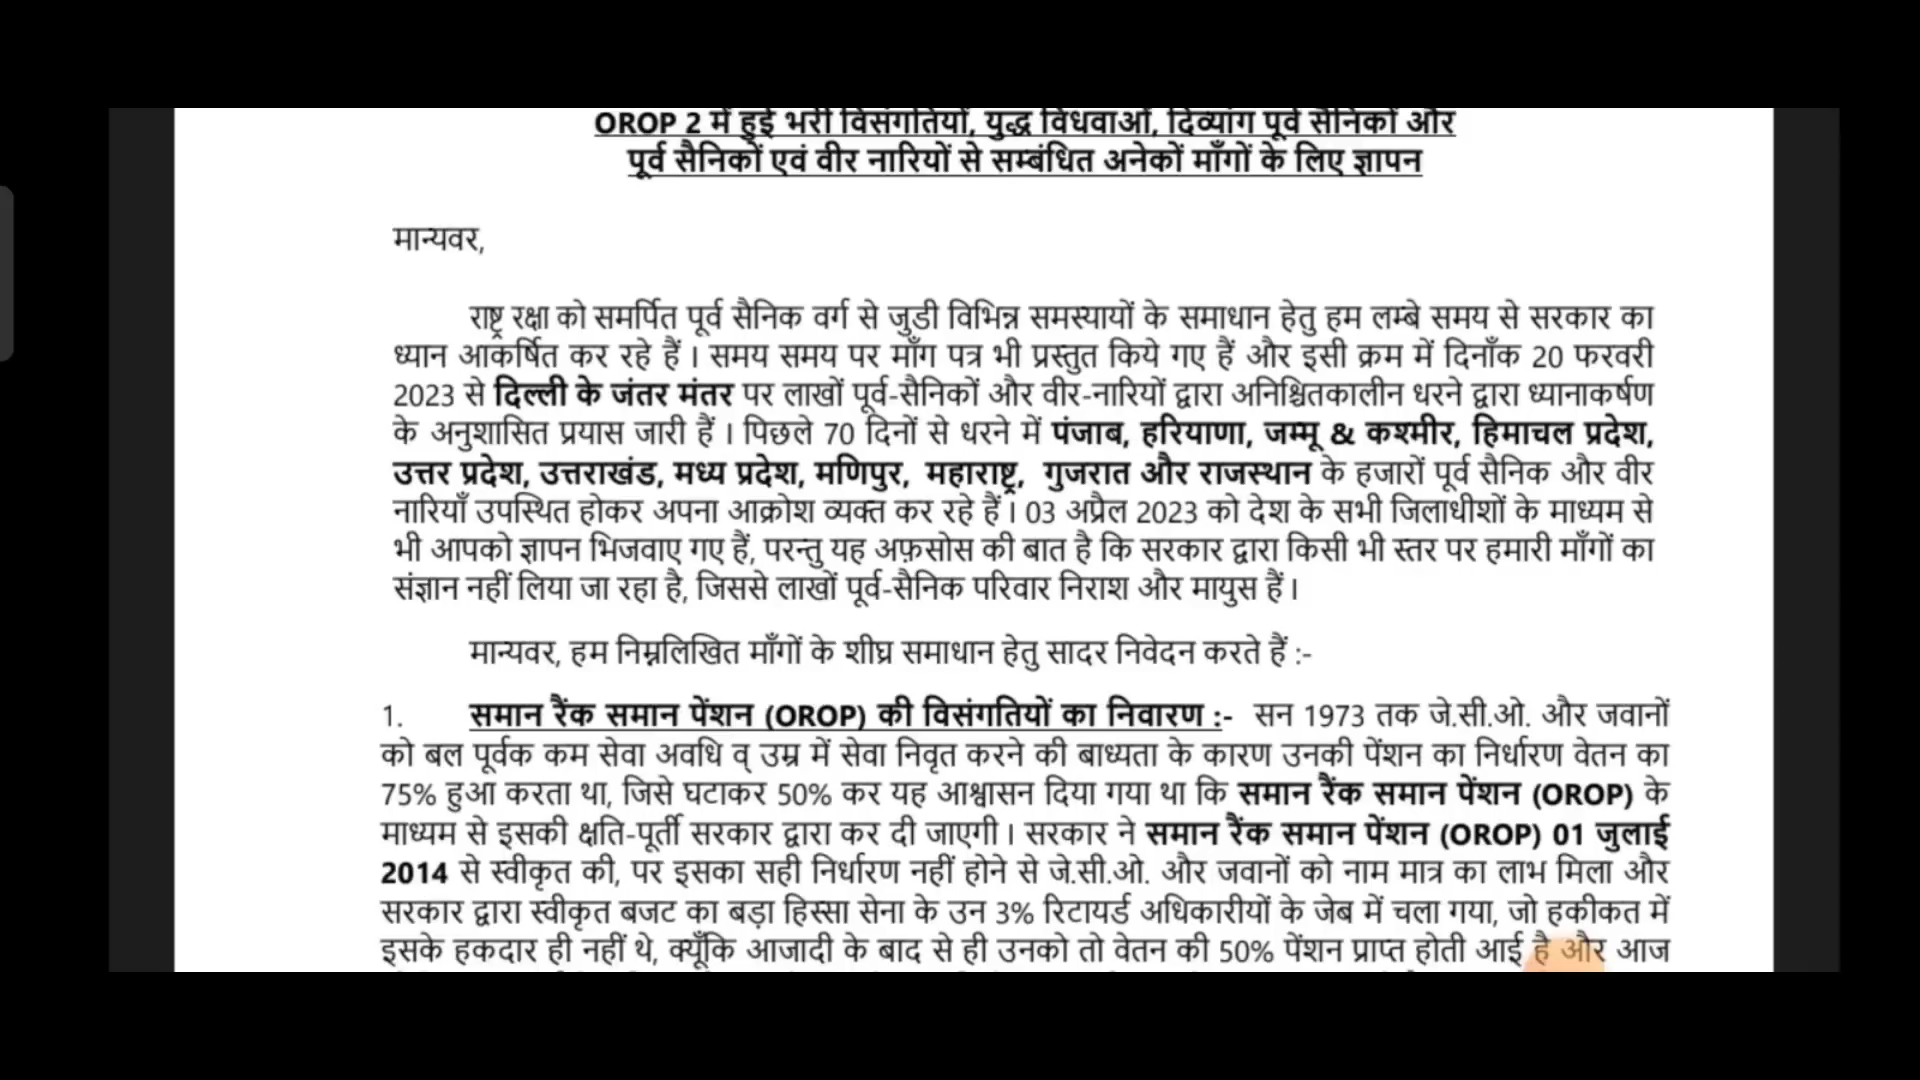 OROP 2 में हुई भरी विसंगतियों, युद्ध विधवाओं, दिव्यांग पूर्व सैनिकों और
पूर्व सैनिकों एवं वीर नारियों से सम्बंधित अनेकों माँगों के लिए ज्ञापन
मान्यवर,
राष्ट्र रक्षा को समर्पित पूर्व सैनिक वर्ग से जुडी विभिन्न समस्यायों के समाधान हेतु हम लम्बे समय से सरकार का
ध्यान आकर्षित कर रहे हैं । समय समय पर माँग पत्र भी प्रस्तुत किये गए हैं और इसी क्रम में दिनाँक 20 फरवरी
2023 से दिल्ली के जंतर मंतर पर लाखों पूर्व-सैनिकों और वीर-नारियों द्वारा अनिश्चितकालीन धरने द्वारा ध्यानाकर्षण
के अनुशासित प्रयास जारी हैं । पिछले 70 दिनों से धरने में पंजाब, हरियाणा, जम्मू & कश्मीर, हिमाचल प्रदेश,
उत्तर प्रदेश, उत्तराखंड, मध्य प्रदेश, मणिपुर, महाराष्ट्र, गुजरात और राजस्थान के हजारों पूर्व सैनिक और वीर
नारियाँ उपस्थित होकर अपना आक्रोश व्यक्त कर रहे हैं । 03 अप्रैल 2023 को देश के सभी जिलाधीशों के माध्यम से
भी आपको ज्ञापन भिजवाए गए हैं, परन्तु यह अफ़सोस की बात है कि सरकार द्वारा किसी भी स्तर पर हमारी माँगों का
संज्ञान नहीं लिया जा रहा है, जिससे लाखों पूर्व-सैनिक परिवार निराश और मायुस हैं ।
मान्यवर, हम निम्नलिखित माँगों के शीघ्र समाधान हेतु सादर निवेदन करते हैं :-
1. समान रैंक समान पेंशन (OROP) की विसंगतियों का निवारण :- सन 1973 तक जे.सी.ओ. और जवानों
को बल पूर्वक कम सेवा अवधि व् उम्र में सेवा निवृत करने की बाध्यता के कारण उनकी पेंशन का निर्धारण वेतन का
75% हुआ करता था, जिसे घटाकर 50% कर यह आश्वासन दिया गया था कि समान रैंक समान पेंशन (OROP) के
माध्यम से इसकी क्षति-पूर्ती सरकार द्वारा कर दी जाएगी । सरकार ने समान रैंक समान पेंशन (OROP) 01 जुलाई
2014 से स्वीकृत की, पर इसका सही निर्धारण नहीं होने से जे.सी.ओ. और जवानों को नाम मात्र का लाभ मिला और
सरकार द्वारा स्वीकृत बजट का बड़ा हिस्सा सेना के उन 3% रिटायर्ड अधिकारीयों के जेब में चला गया, जो हकीकत में
इसके हकदार ही नहीं थे, क्यूँकि आजादी के बाद से ही उनको तो वेतन की 50% पेंशन प्राप्त होती आई है और आज